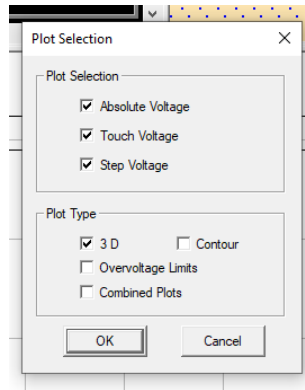 Plot Selection
Plot Selection
Absolute Voltage
Touch Voltage
Step Voltage
Plot Type
3 D Contour
Overvoltage Limits
Combined Plots
OK Cancel